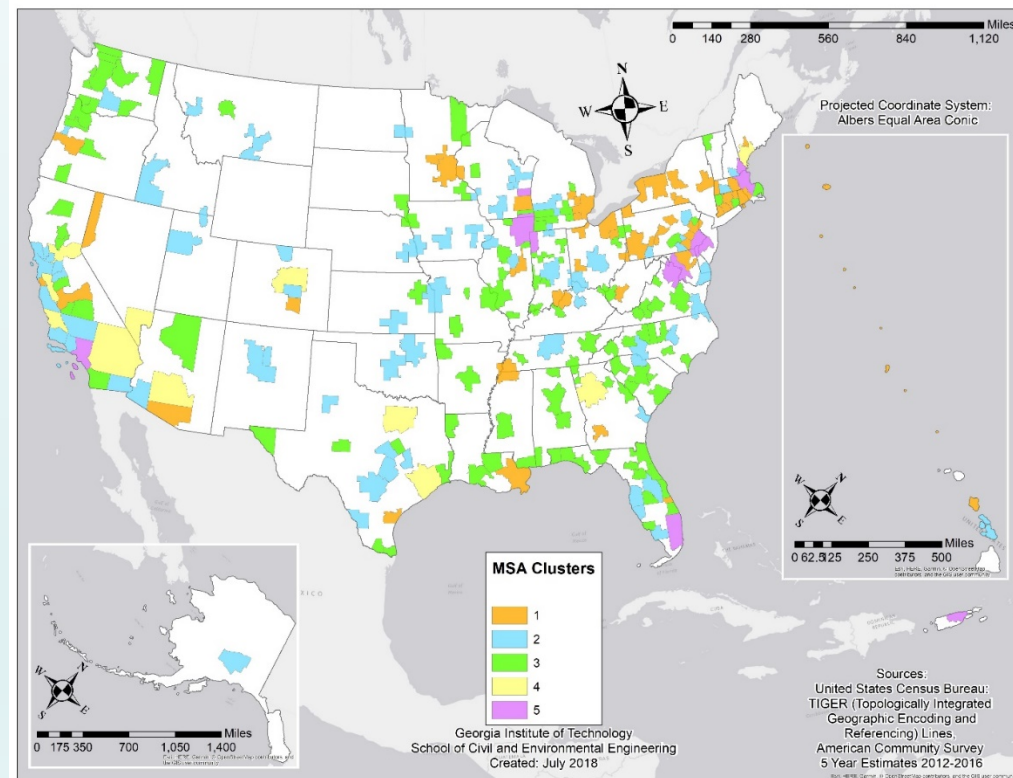 Miles
0 140 280 560 840 1,120
N
W E
S
Projected Coordinate System:
Albers Equal Area Conic
N
W E
S
Miles
0 62.5 125 250 375 500
MSA Clusters
1
2
3
4
5
N
W E
S
Miles
0 175 350 700 1,050 1,400
Georgia Institute of Technology
School of Civil and Environmental Engineering
Created: July 2018
Sources:
United States Census Bureau:
TIGER (Topologically Integrated
Geographic Encoding and
Referencing) Lines,
American Community Survey
5 Year Estimates 2012-2016